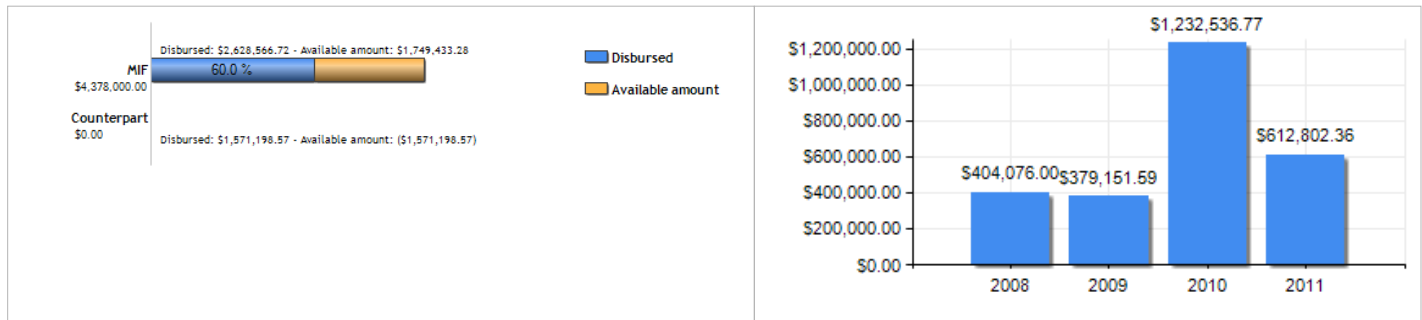 Disbursed: $2,628,566.72 - Available amount: $1,749,433.28
MIF
60.0 %
$4,378,000.00
Counterpart
$0.00
Disbursed: $1,571,198.57 - Available amount: ($1,571,198.57)
Disbursed
Available amount
$1,232,536.77
$1,200,000.00
$1,000,000.00
$800,000.00
$612,802.36
$600,000.00
$404,076.00
$379,151.59
$400,000.00
$200,000.00
$0.00
2008 2009 2010 2011